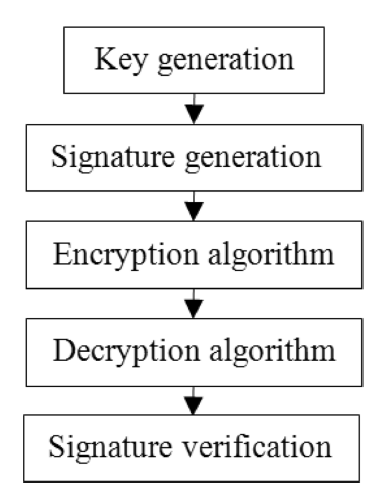 Key generation
Signature generation
Encryption algorithm
Decryption algorithm
Signature verification